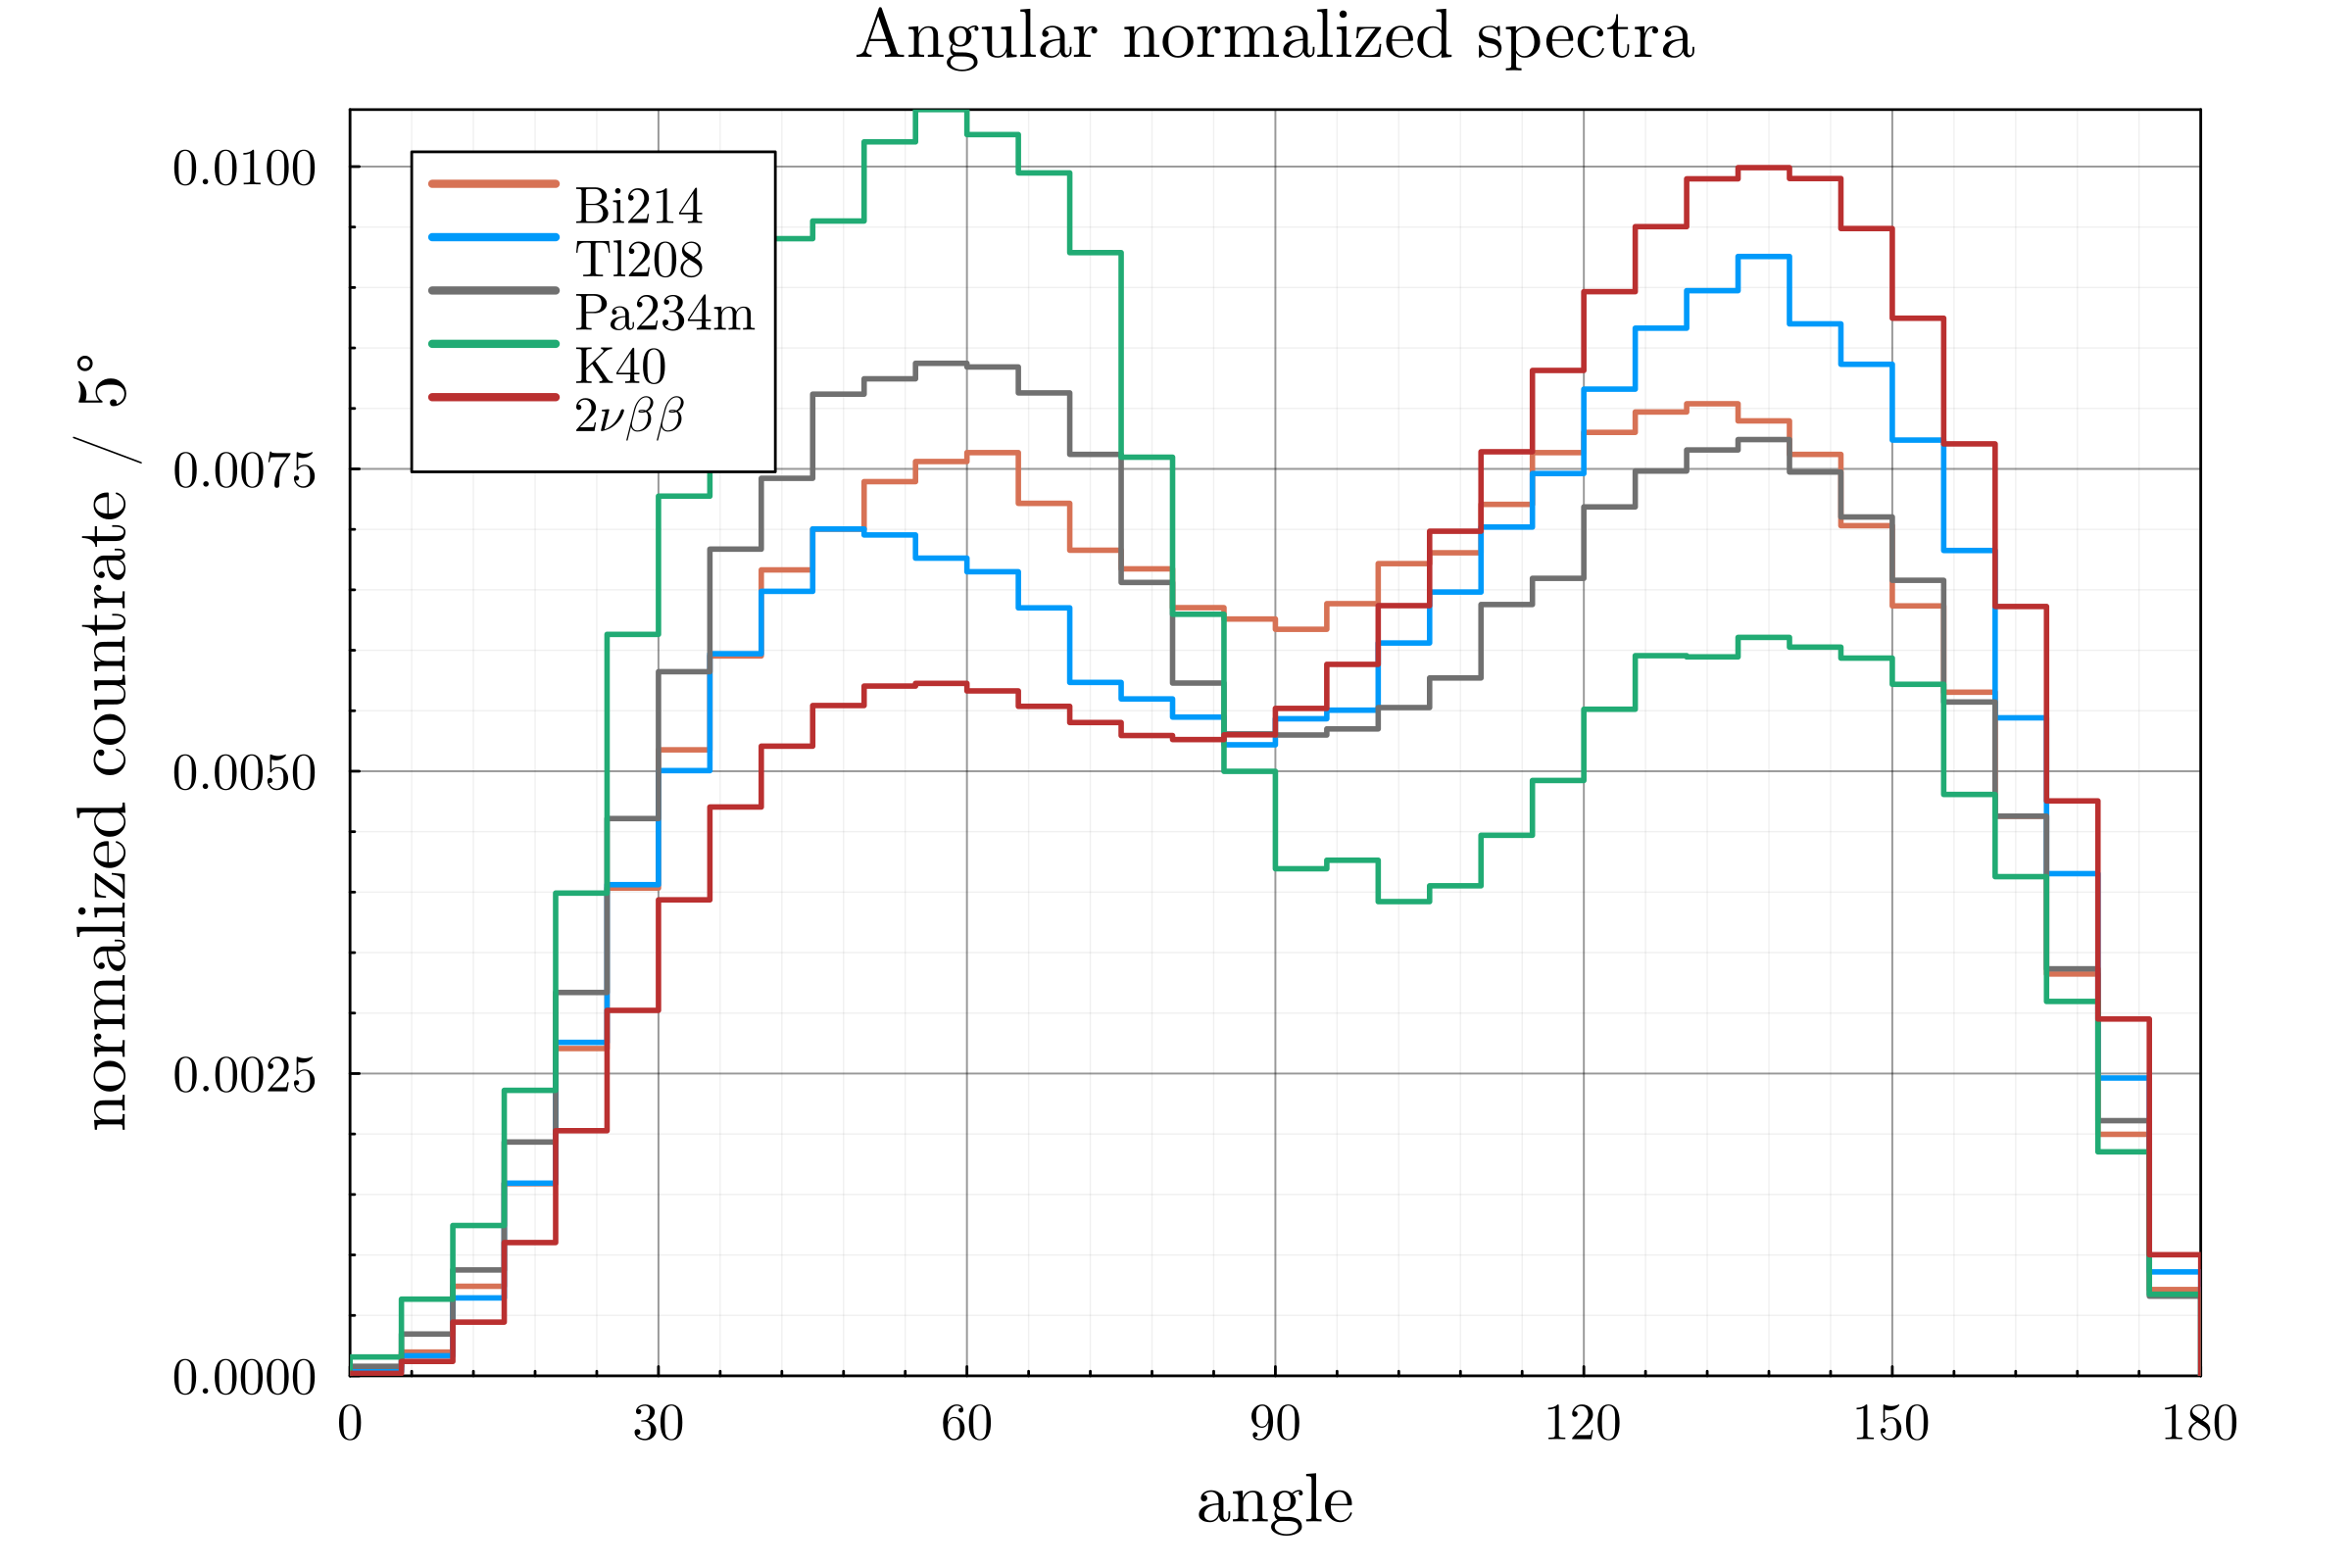 Angular normalized spectra
normalized countrate / 5°
0.0100
0.0075
0.0050
0.0025
0.0000
Bi214
Tl208
Pa234m
K40
2νββ
0 30 60 90 120 150 180
angle